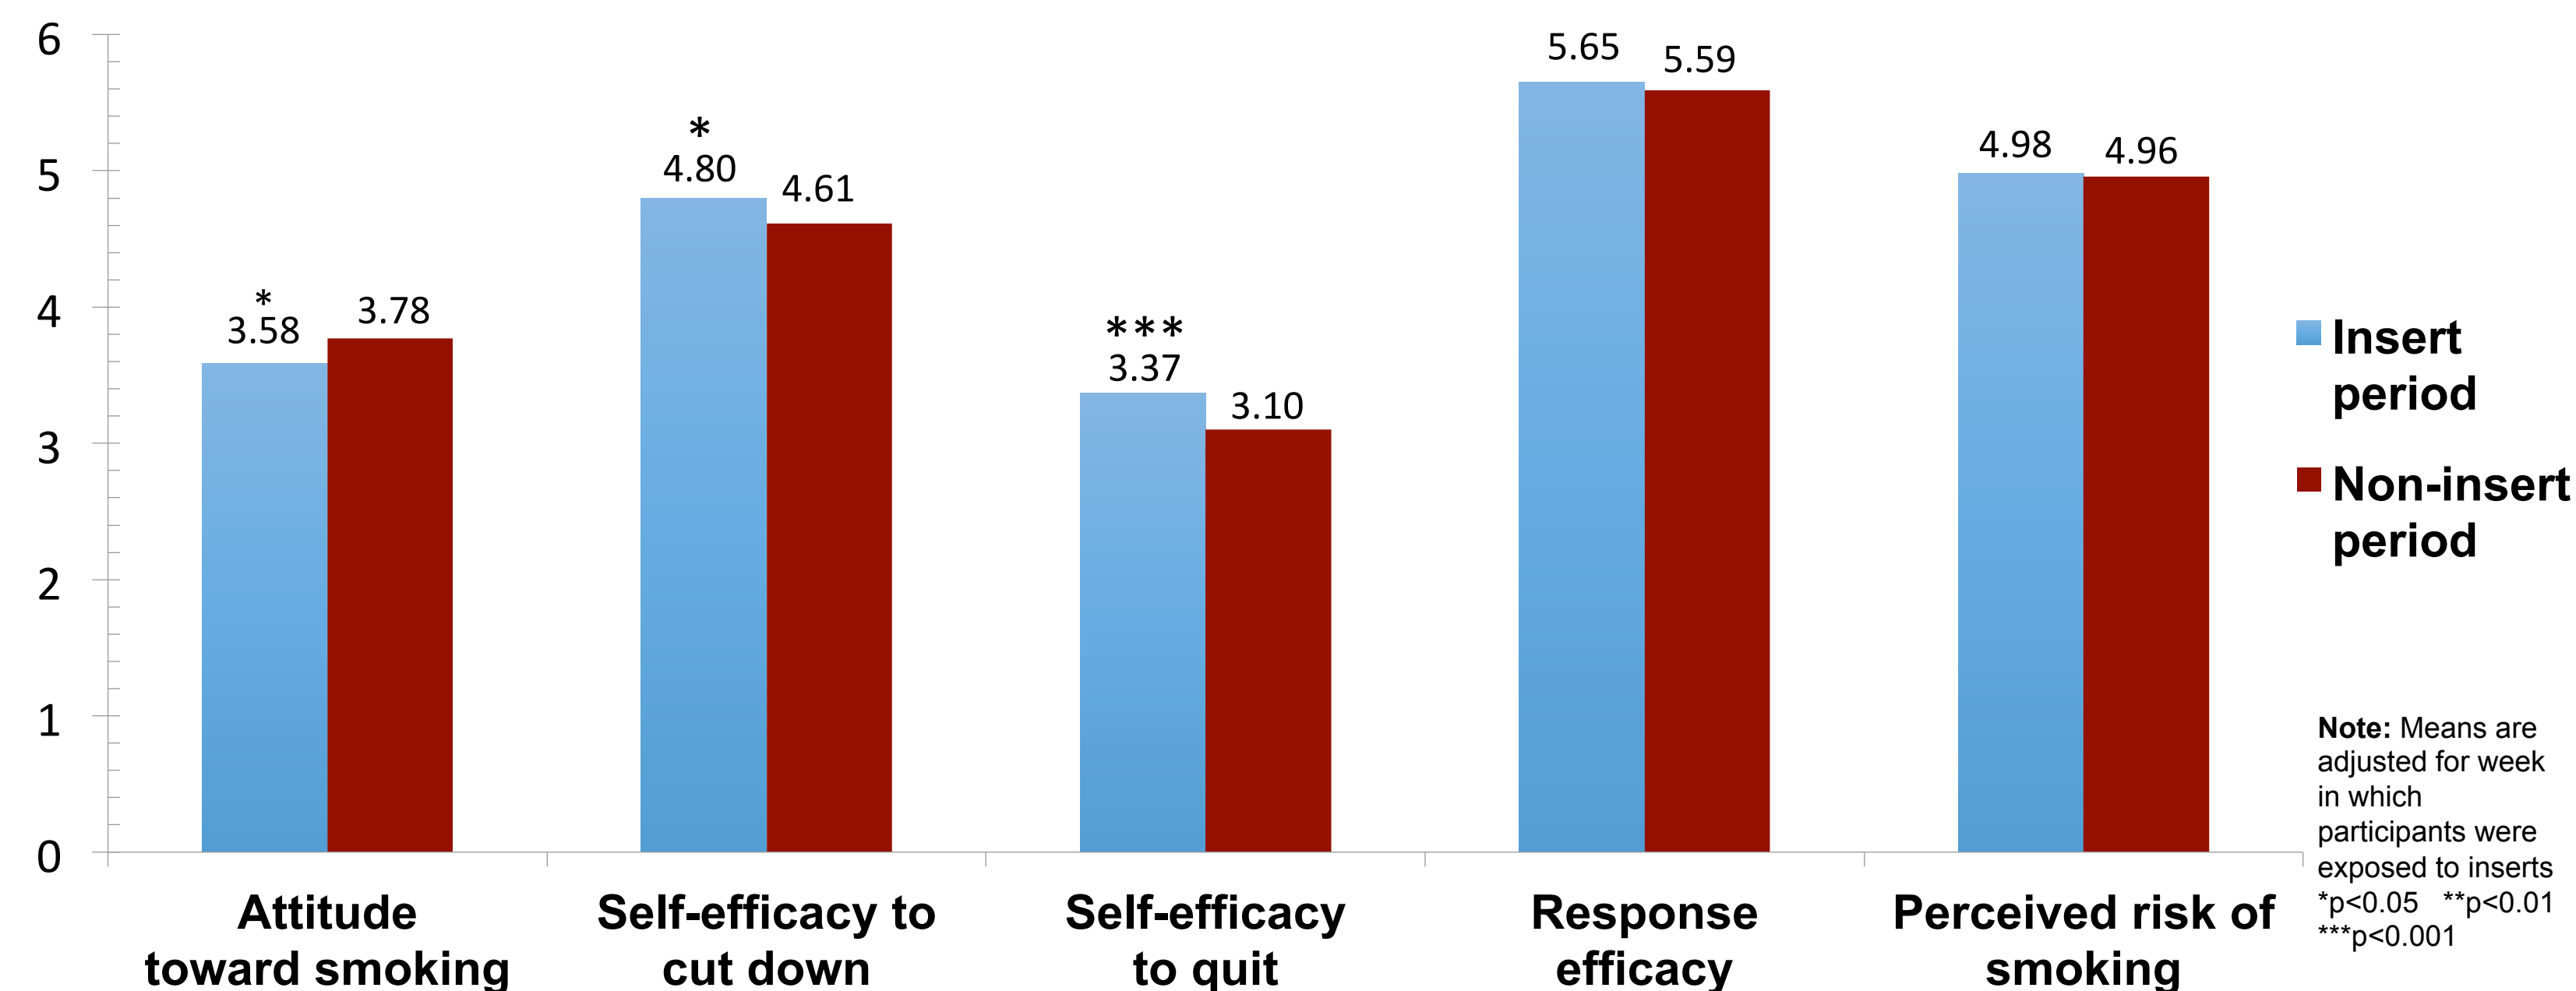 6
5
4
3
2
1
0
*
3.58
3.78
*
4.80
4.61
***
3.37
3.10
5.65
5.59
4.98
4.96
Attitude
toward smoking
Self-efficacy to
cut down
Self-efficacy
to quit
Response
efficacy
Perceived risk of
smoking
Insert
period
Non-insert
period
Note: Means are
adjusted for week
in which
participants were
exposed to inserts
*p<0.05 **p<0.01
***p<0.001